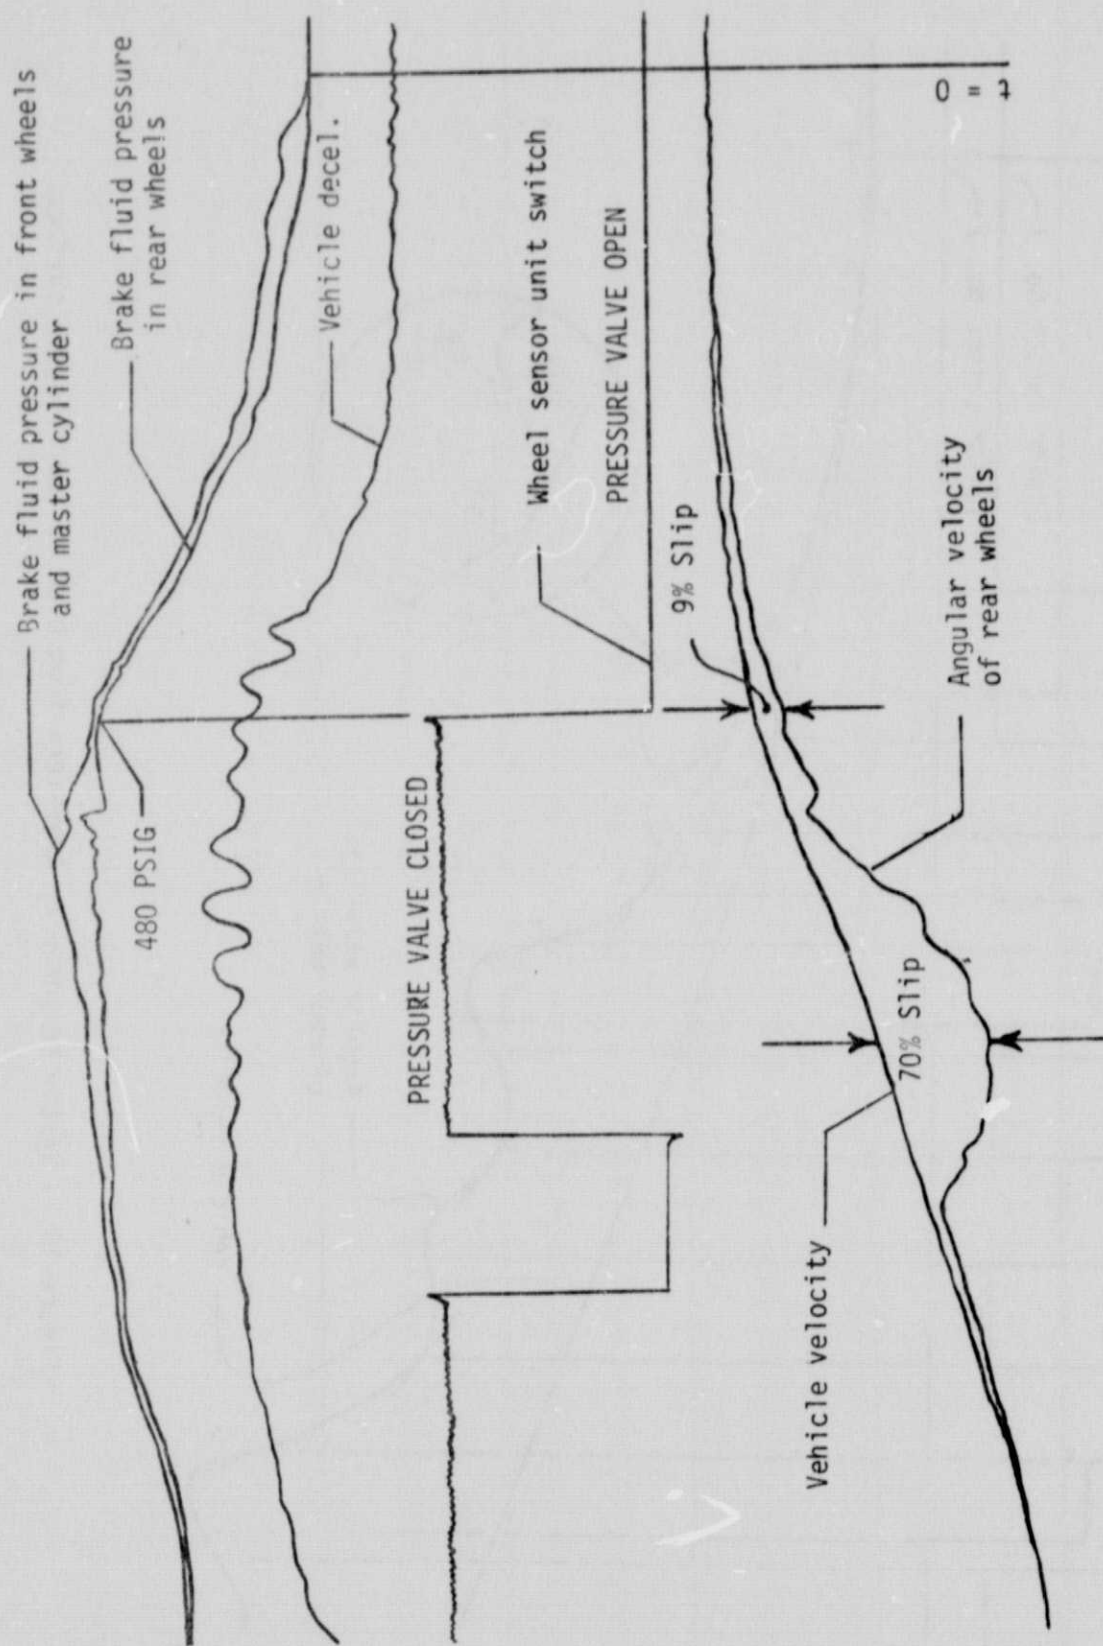 Brake fluid pressure in front wheels
and master cylinder
Brake fluid pressure
in rear wheels
Vehicle decel.
480 PSIG
Wheel sensor unit switch
PRESSURE VALVE OPEN
PRESSURE VALVE CLOSED
9% Slip
70% Slip
Angular velocity
of rear wheels
Vehicle velocity
t = 0